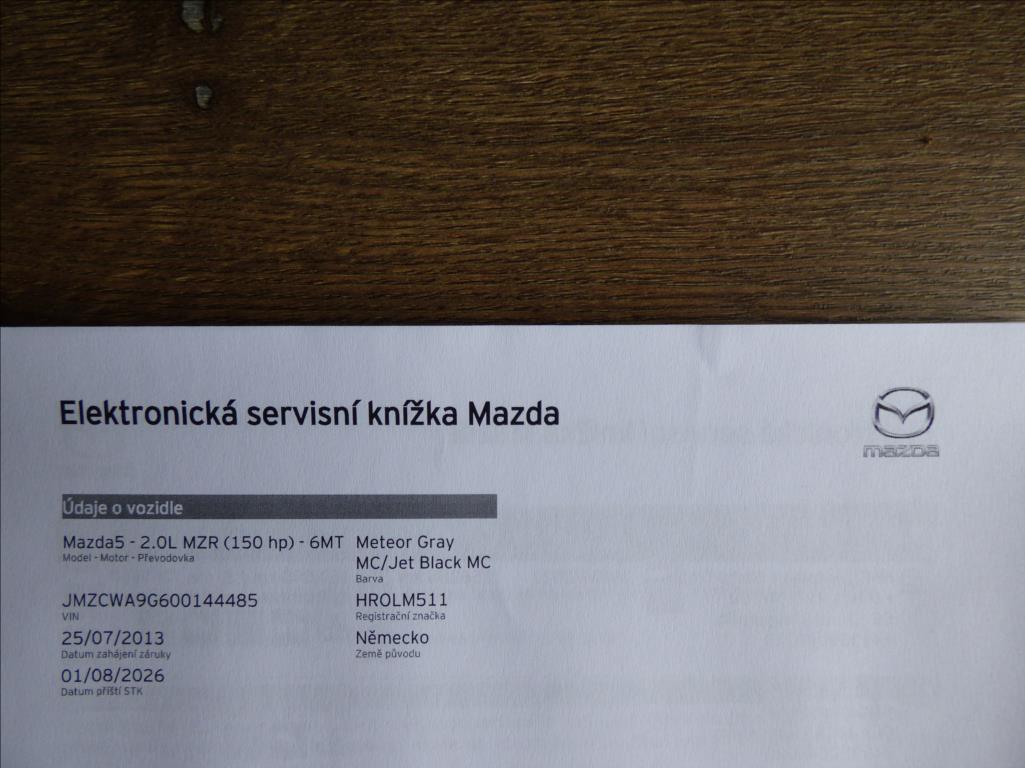 Elektronická servisní knížka Mazda
mazda
Údaje o vozidle
Mazda5 - 2.0L MZR (150 hp) - 6MT
Model - Motor - Převodovka
Meteor Gray
MC/Jet Black MC
Barva
JMZCWA9G600144485
VIN
HROLM511
Registrační značka
25/07/2013
Datum zahájení záruky
Německo
Země původu
01/08/2026
Datum příští STK